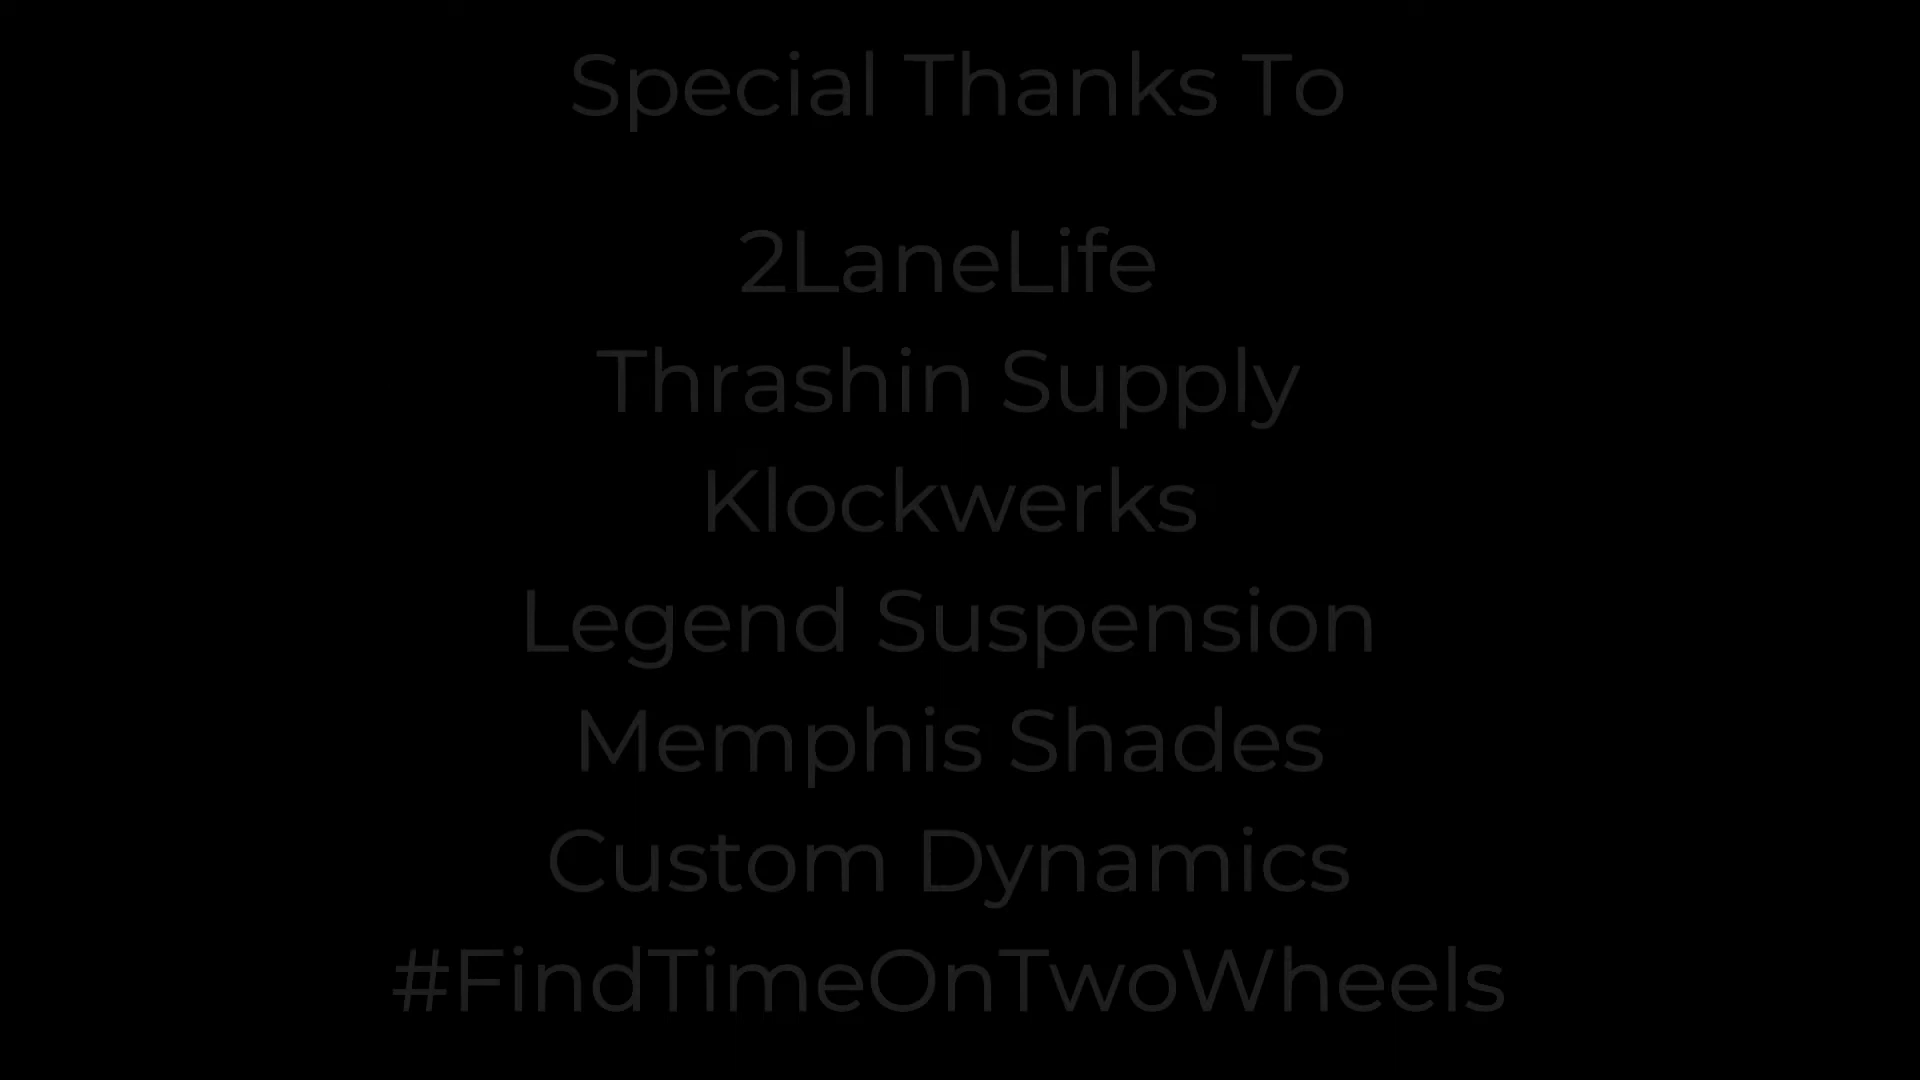 Special Thanks To
2LaneLife
Thrashin Supply
Klockwerks
Legend Suspension
Memphis Shades
Custom Dynamics
#FindTimeOnTwoWheels